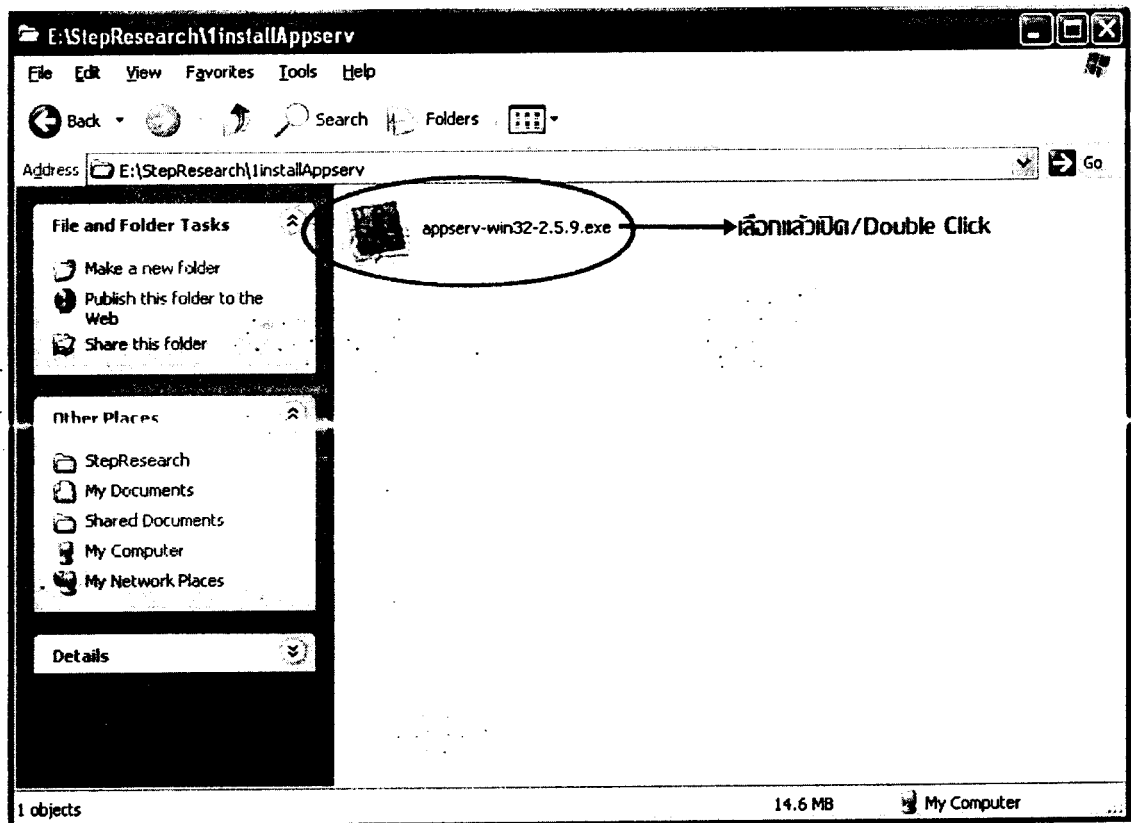 E:\StepResearch\1installAppserv
File Edit View Favorites Tools Help
Back Search Folders
Address E:\StepResearch\1installAppserv Go
File and Folder Tasks
Make a new folder
Publish this folder to the
Web
Share this folder
Other Places
StepResearch
My Documents
Shared Documents
My Computer
My Network Places
Details
appserv-win32-2.5.9.exe เลือกแล้วเปิด/Double Click
1 objects 14.6 MB My Computer